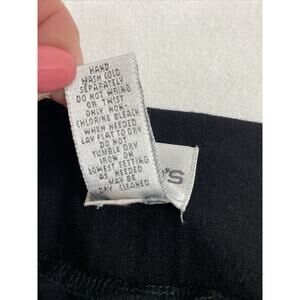 HAND
WASH COLD
SEPARATELY
DO NOT WRING
OR TWIST
ONLY NON-
CHLORINE BLEACH
WHEN NEEDED
LAY FLAT TO DRY
DO NOT
TUMBLE DRY
IRON ON
LOWEST SETTING
AS NEEDED
MAY BE
DRY CLEANED